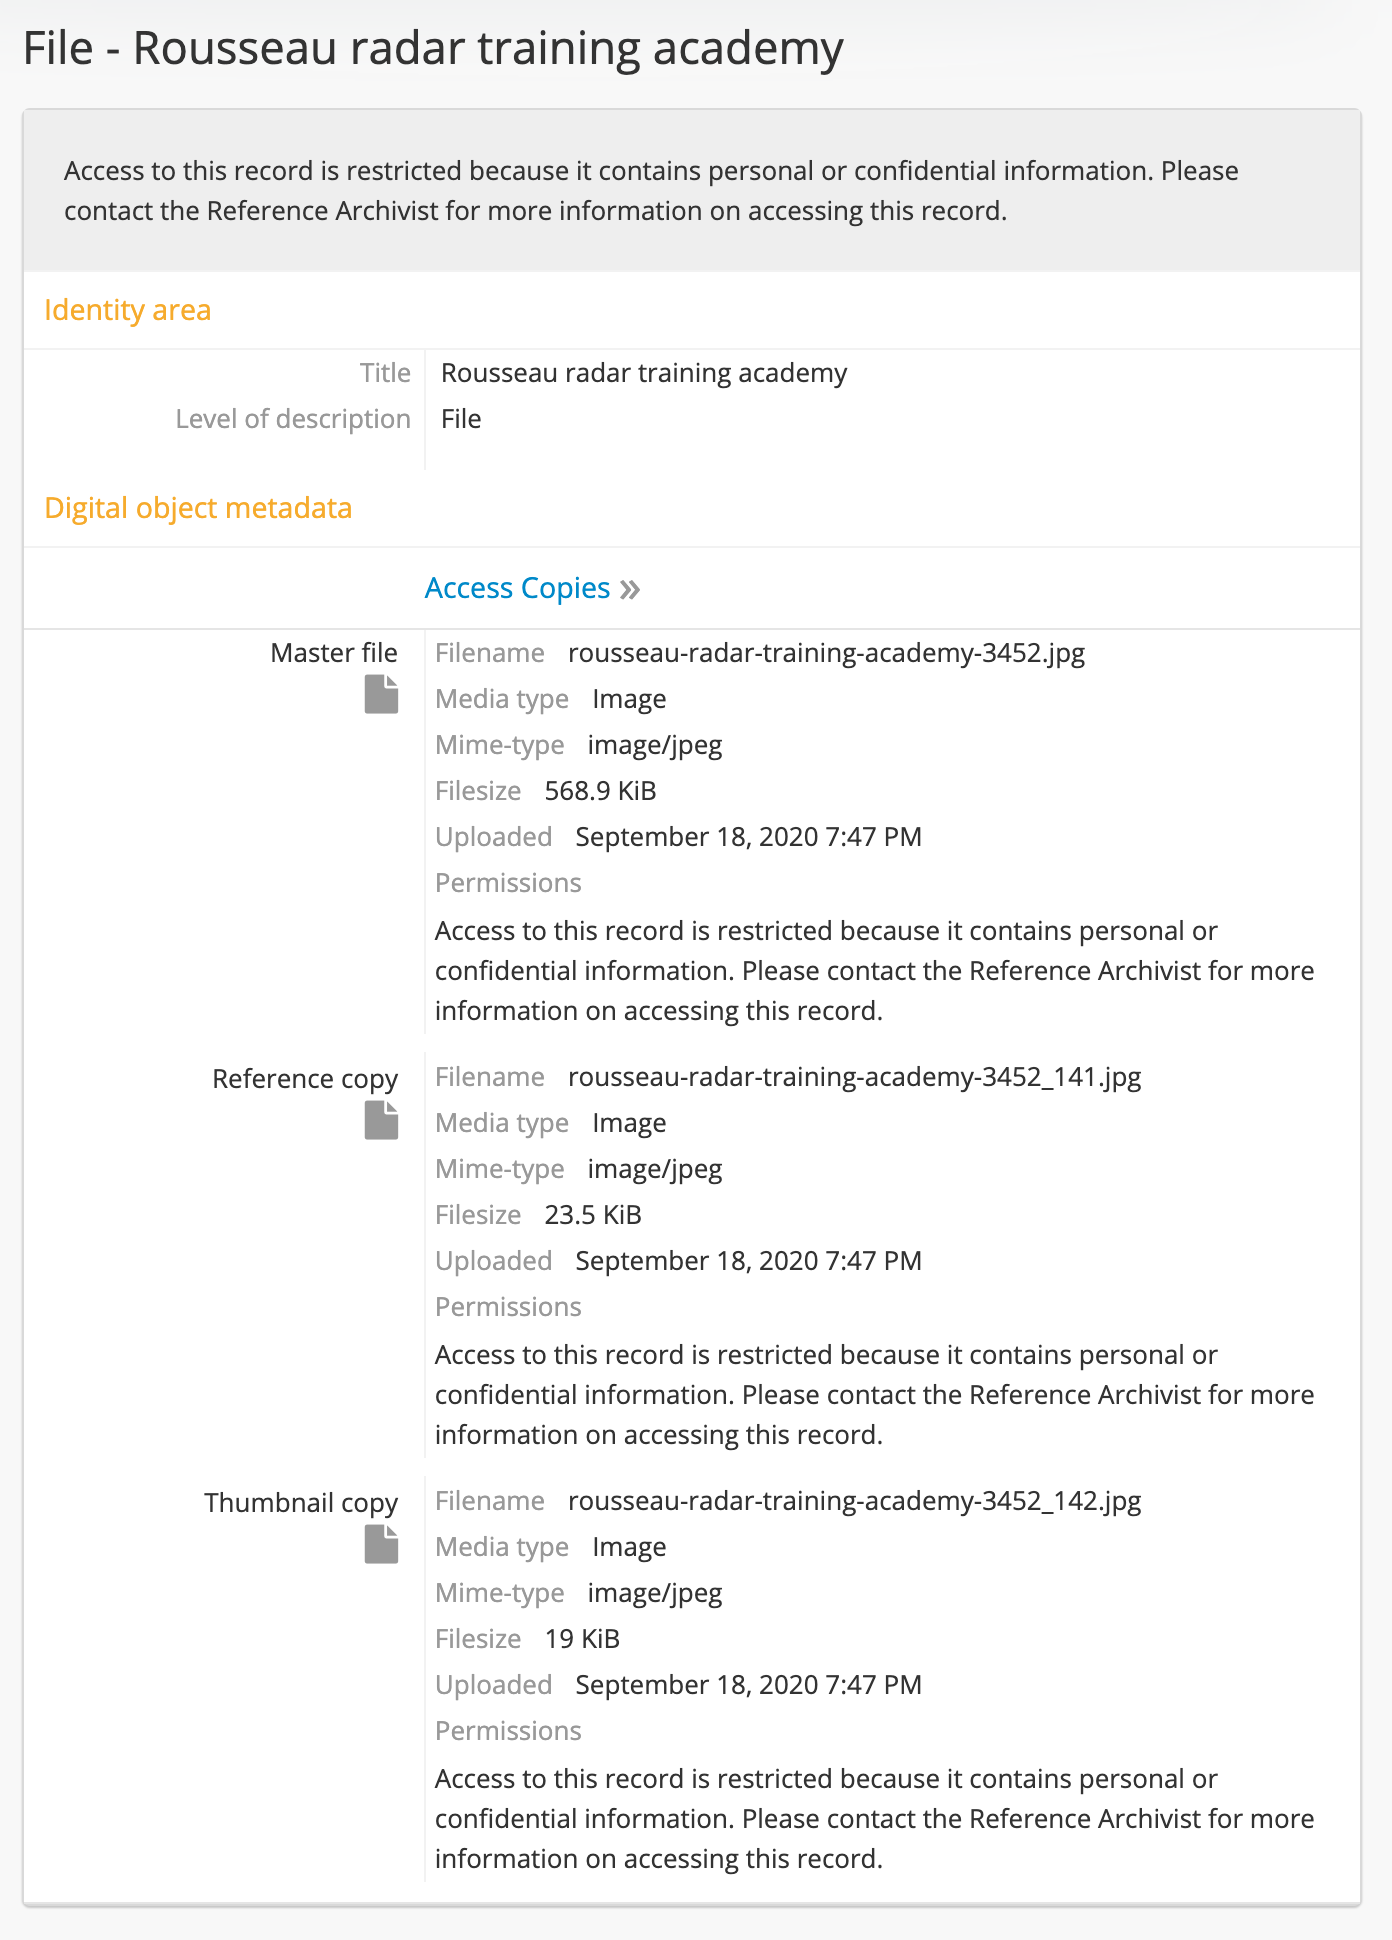 File - Rousseau radar training academy
Access to this record is restricted because it contains personal or confidential information. Please
contact the Reference Archivist for more information on accessing this record.
Identity area
Title Rousseau radar training academy
Level of description File
Digital object metadata
Access Copies »
Master file Filename rousseau-radar-training-academy-3452.jpg
Media type Image
Mime-type image/jpeg
Filesize 568.9 KiB
Uploaded September 18, 2020 7:47 PM
Permissions
Access to this record is restricted because it contains personal or
confidential information. Please contact the Reference Archivist for more
information on accessing this record.
Reference copy Filename rousseau-radar-training-academy-3452_141.jpg
Media type Image
Mime-type image/jpeg
Filesize 23.5 KiB
Uploaded September 18, 2020 7:47 PM
Permissions
Access to this record is restricted because it contains personal or
confidential information. Please contact the Reference Archivist for more
information on accessing this record.
Thumbnail copy Filename rousseau-radar-training-academy-3452_142.jpg
Media type Image
Mime-type image/jpeg
Filesize 19 KiB
Uploaded September 18, 2020 7:47 PM
Permissions
Access to this record is restricted because it contains personal or
confidential information. Please contact the Reference Archivist for more
information on accessing this record.